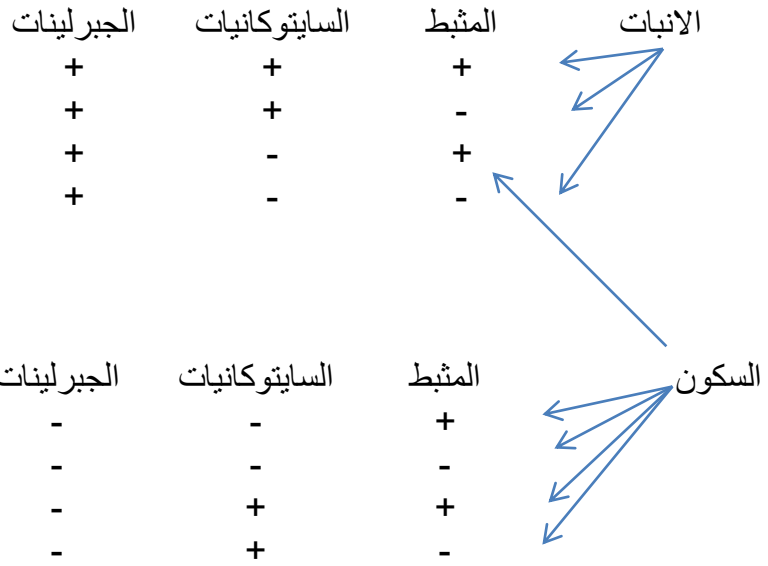 الانبات المثبط السايتوكانيات الجبرلينات
+ + +
- + +
+ - +
- - +
السكون المثبط السايتوكانيات الجبرلينات
+ - -
- - -
+ + -
- + -